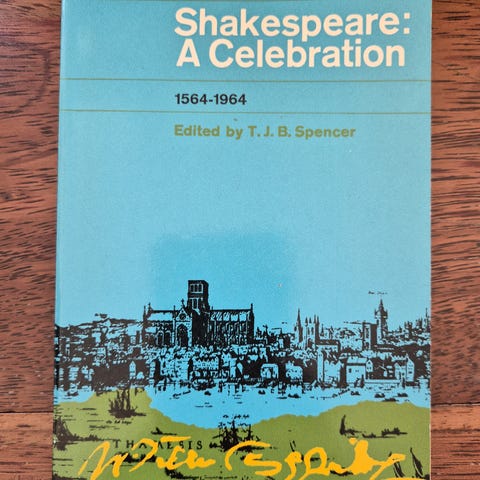 Shakespeare:
A Celebration
1564-1964
Edited by T. J. B. Spencer